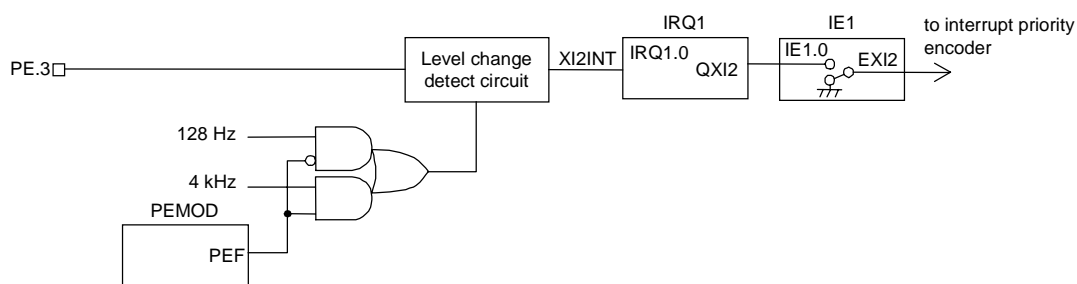 IRQ1
IE1
to interrupt priority
encoder
PE.3
Level change
detect circuit
XI2INT
IRQ1.0
QXI2
IE1.0
EXI2
128 Hz
4 kHz
PEMOD
PEF